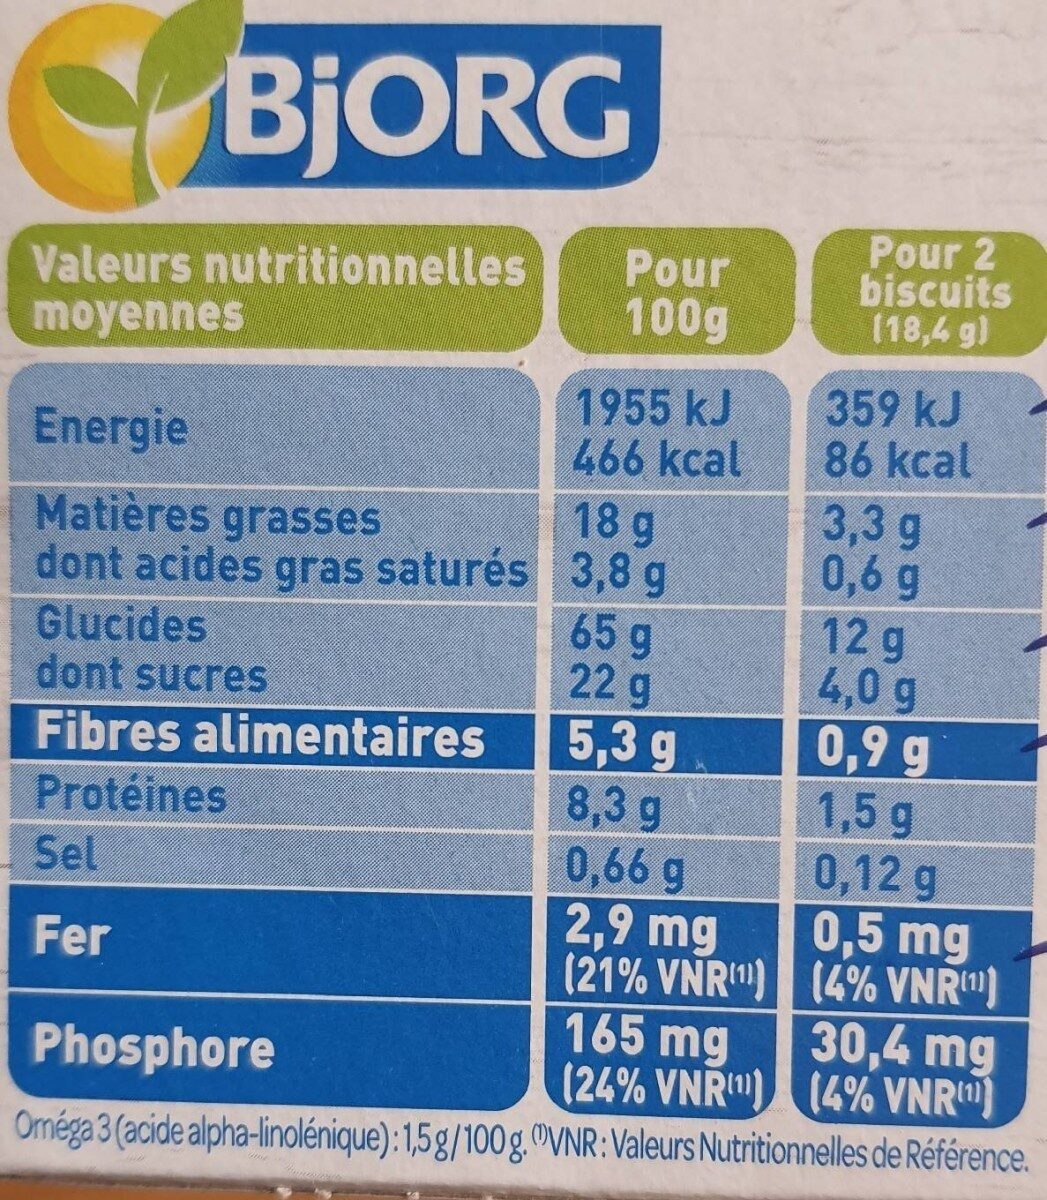 BjORG
Valeurs nutritionnelles moyennes Pour 100g Pour 2 biscuits (18,4 g)
Energie 1955 kJ 359 kJ
466 kcal 86 kcal
Matières grasses 18 g 3,3 g
dont acides gras saturés 3,8 g 0,6 g
Glucides 65 g 12 g
dont sucres 22 g 4,0 g
Fibres alimentaires 5,3 g 0,9 g
Protéines 8,3 g 1,5 g
Sel 0,66 g 0,12 g
Fer 2,9 mg 0,5 mg
(21% VNR⁽¹⁾) (4% VNR⁽¹⁾)
Phosphore 165 mg 30,4 mg
(24% VNR⁽¹⁾) (4% VNR⁽¹⁾)
Oméga 3 (acide alpha-linolénique) : 1,5 g / 100 g. ⁽¹⁾VNR : Valeurs Nutritionnelles de Référence.